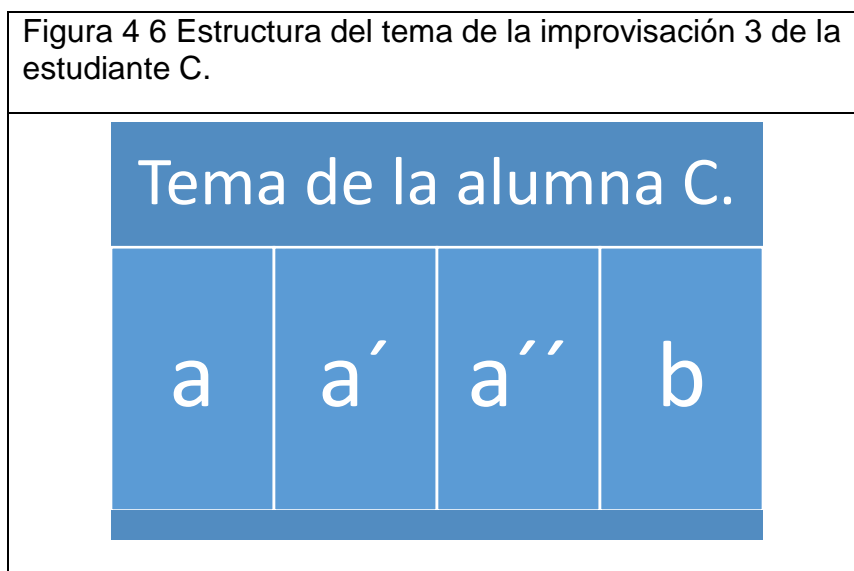 Figura 4 6 Estructura del tema de la improvisación 3 de la
estudiante C.
Tema de la alumna C.
a a´ a´´ b